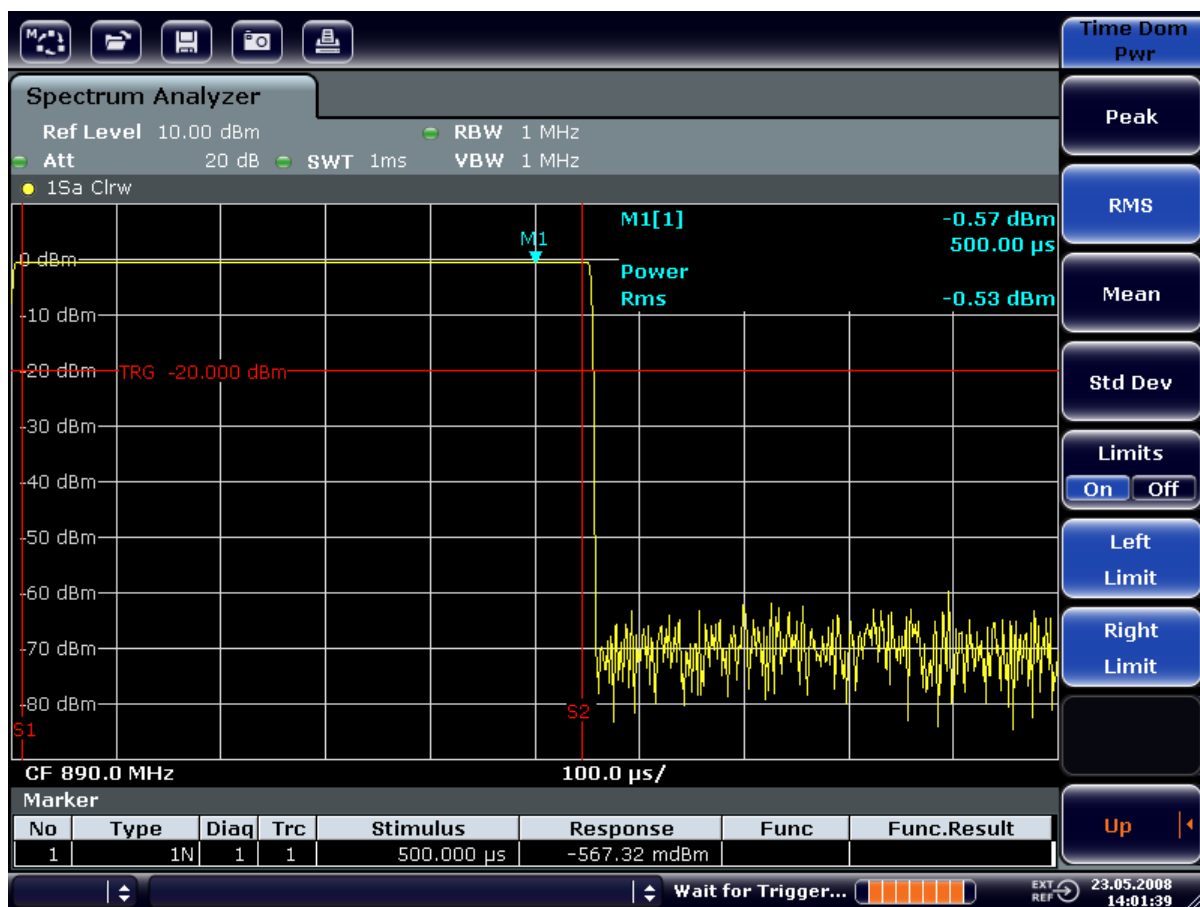 Time Dom
Pwr
Spectrum Analyzer
Ref Level 10.00 dBm RBW 1 MHz
Att 20 dB SWT 1ms VBW 1 MHz
1Sa Clrw
M1[1] -0.57 dBm
500.00 µs
Power
Rms -0.53 dBm
M1
0 dBm
-10 dBm
-20 dBm TRG -20.000 dBm
-30 dBm
-40 dBm
-50 dBm
-60 dBm
-70 dBm
-80 dBm
S1
S2
CF 890.0 MHz 100.0 µs/
Marker
No Type Diaq Trc Stimulus Response Func Func.Result
1 1N 1 1 500.000 µs -567.32 mdBm
Wait for Trigger... EXT REF 23.05.2008
14:01:39
Peak
RMS
Mean
Std Dev
Limits
On Off
Left
Limit
Right
Limit
Up
M